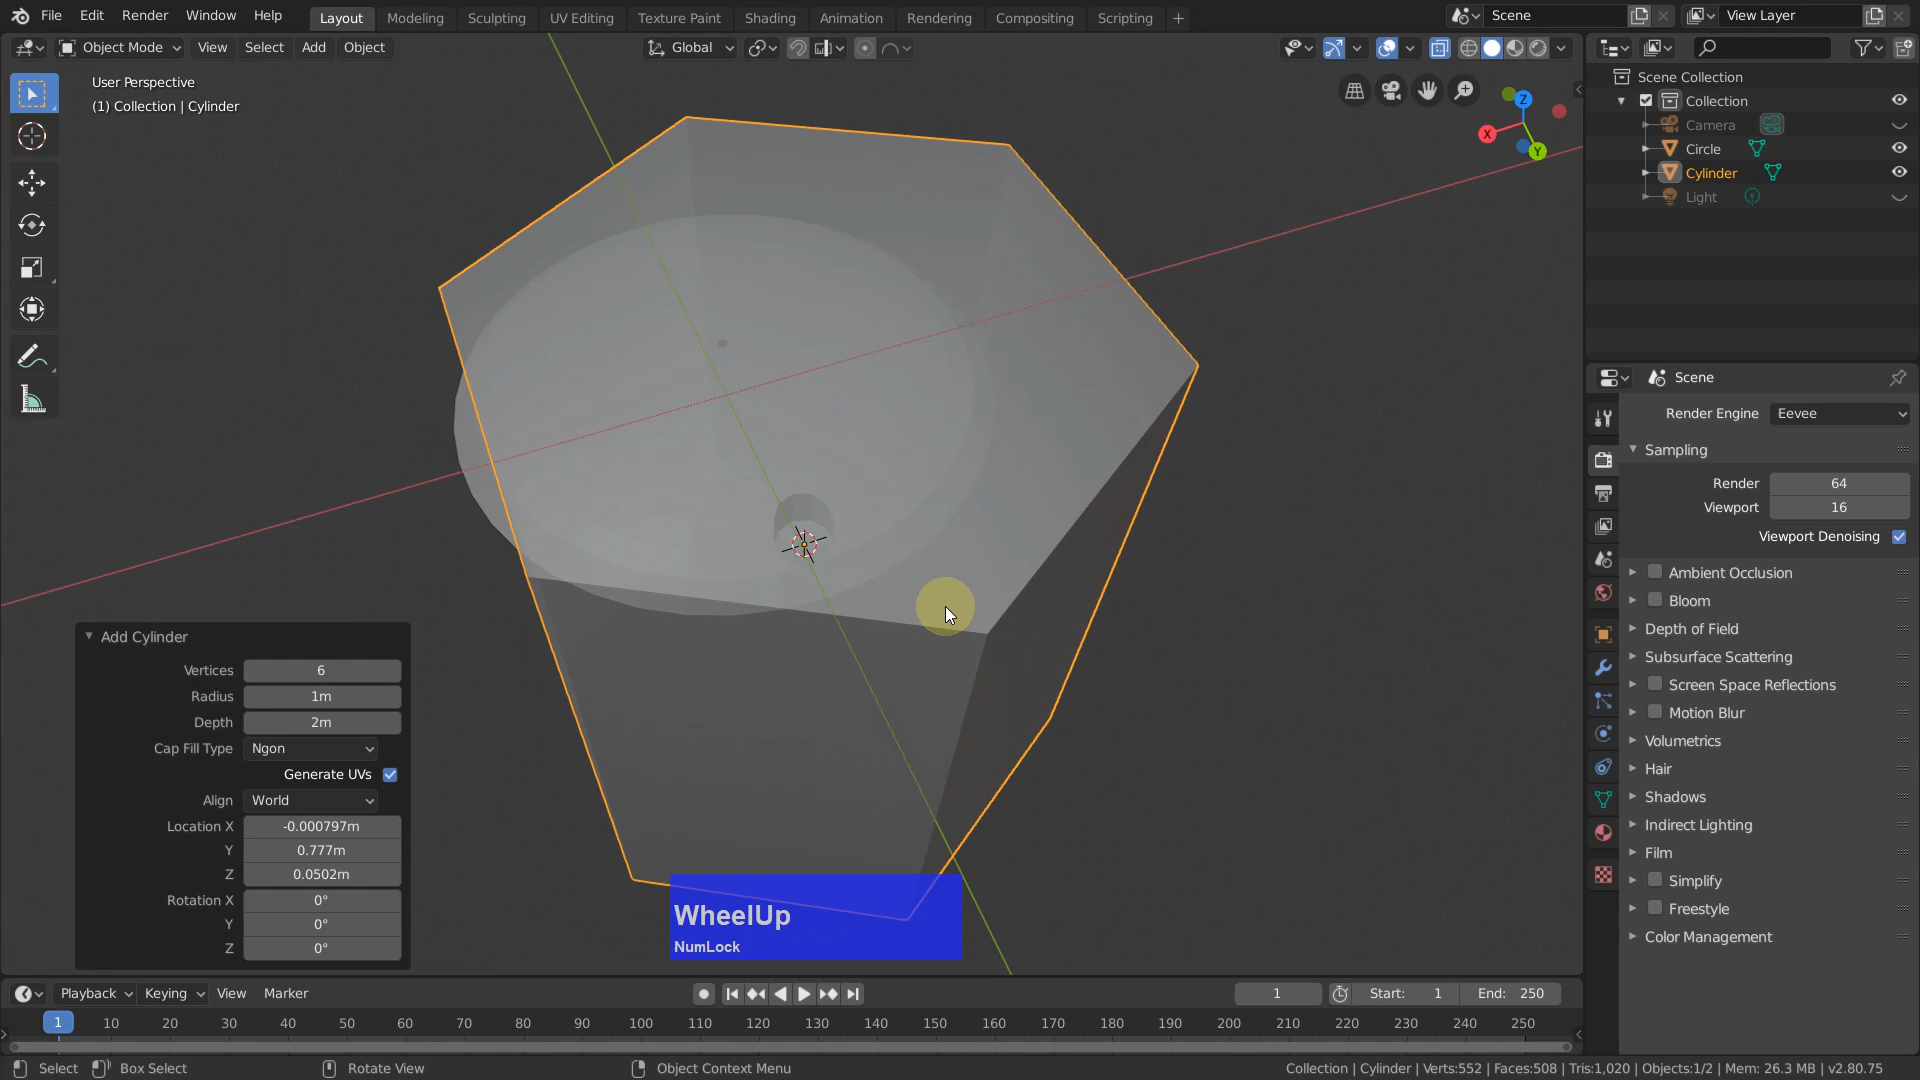 File Edit Render Window Help Layout Modeling Sculpting UV Editing Texture Paint Shading Animation Rendering Compositing Scripting + Scene View Layer
Object Mode View Select Add Object Global
User Perspective
(1) Collection | Cylinder
Z
X
Y
Scene Collection
Collection
Camera
Circle
Cylinder
Light
Scene
Render Engine Eevee
Sampling
Render 64
Viewport 16
Viewport Denoising
Ambient Occlusion
Bloom
Depth of Field
Subsurface Scattering
Screen Space Reflections
Motion Blur
Volumetrics
Hair
Shadows
Indirect Lighting
Film
Simplify
Freestyle
Color Management
Add Cylinder
Vertices 6
Radius 1m
Depth 2m
Cap Fill Type Ngon
Generate UVs
Align World
Location X -0.000797m
Y 0.777m
Z 0.0502m
Rotation X 0°
Y 0°
Z 0°
WheelUp
NumLock
Playback Keying View Marker 1 Start: 1 End: 250
1 10 20 30 40 50 60 70 80 90 100 110 120 130 140 150 160 170 180 190 200 210 220 230 240 250
Select Box Select Rotate View Object Context Menu Collection | Cylinder | Verts:552 | Faces:508 | Tris:1,020 | Objects:1/2 | Mem: 26.3 MB | v2.80.75